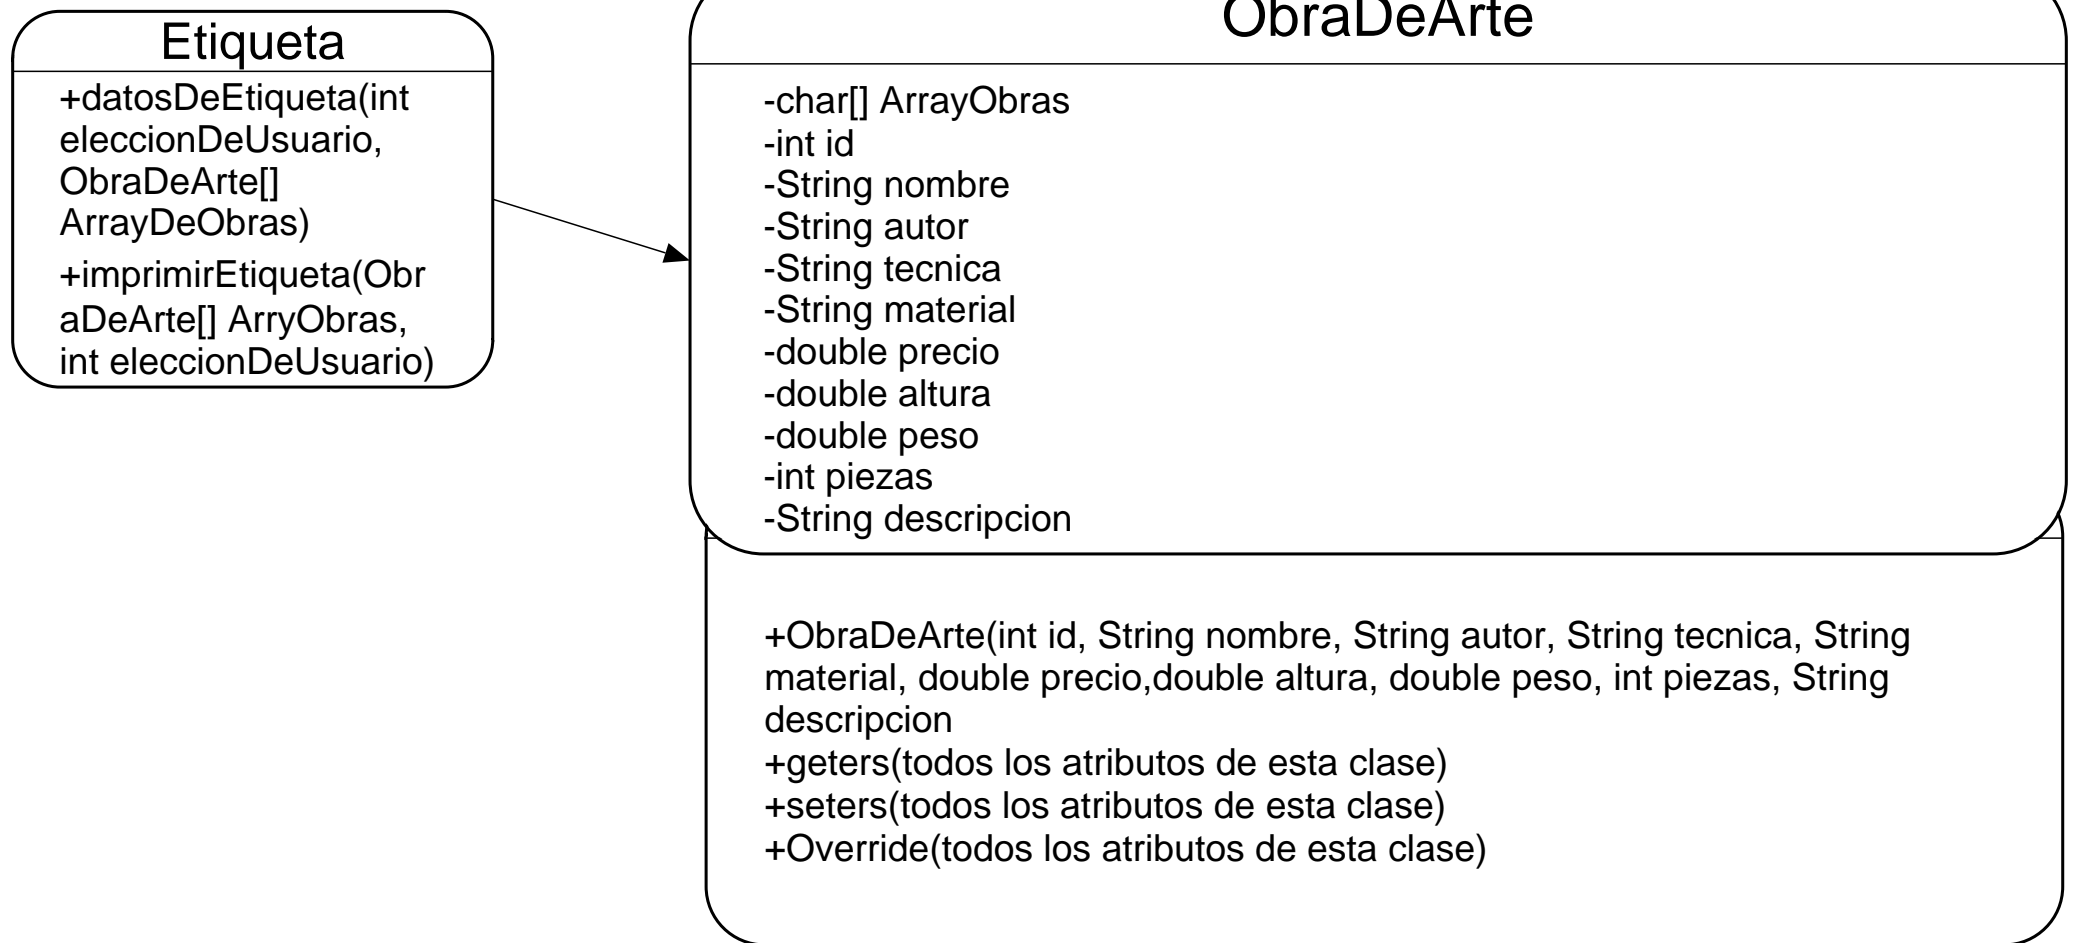 Etiqueta
+datosDeEtiqueta(int
eleccionDeUsuario,
ObraDeArte[]
ArrayDeObras)
+imprimirEtiqueta(Obr
aDeArte[] ArryObras,
int eleccionDeUsuario)
ObraDeArte
-char[] ArrayObras
-int id
-String nombre
-String autor
-String tecnica
-String material
-double precio
-double altura
-double peso
-int piezas
-String descripcion
+ObraDeArte(int id, String nombre, String autor, String tecnica, String
material, double precio,double altura, double peso, int piezas, String
descripcion
+geters(todos los atributos de esta clase)
+seters(todos los atributos de esta clase)
+Override(todos los atributos de esta clase)